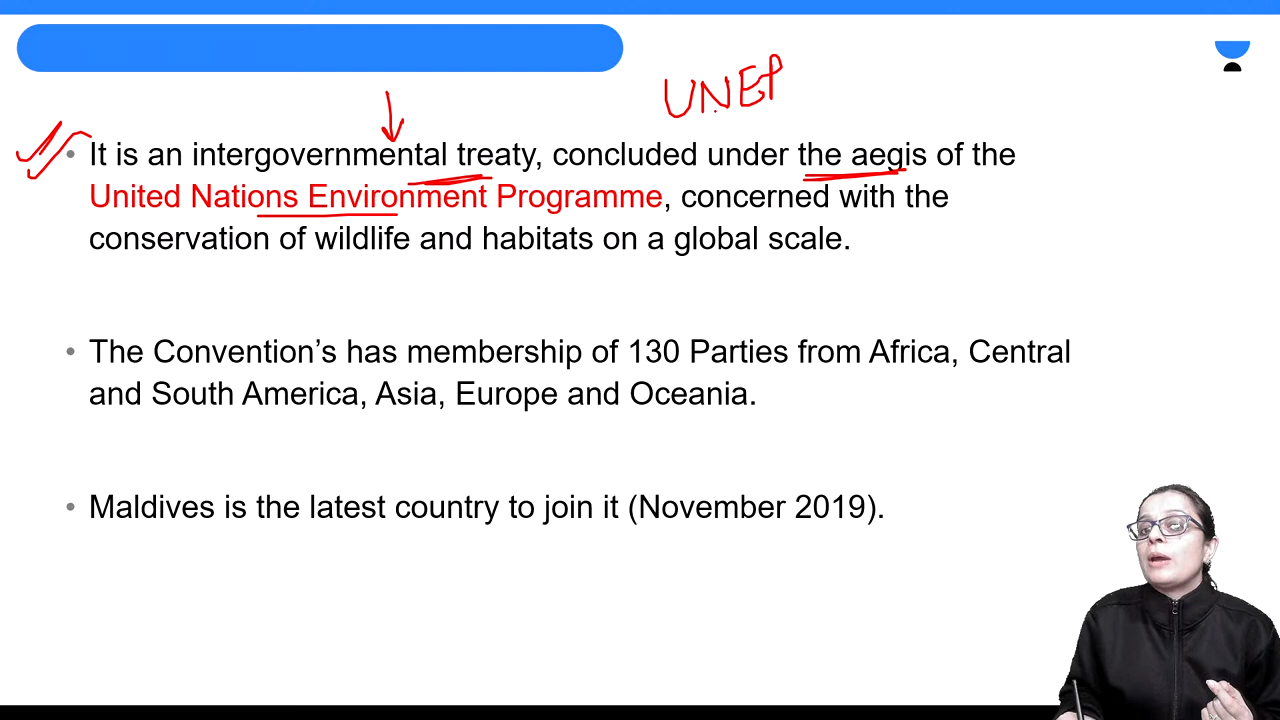 UNEP
• It is an intergovernmental treaty, concluded under the aegis of the
United Nations Environment Programme, concerned with the
conservation of wildlife and habitats on a global scale.
• The Convention’s has membership of 130 Parties from Africa, Central
and South America, Asia, Europe and Oceania.
• Maldives is the latest country to join it (November 2019).